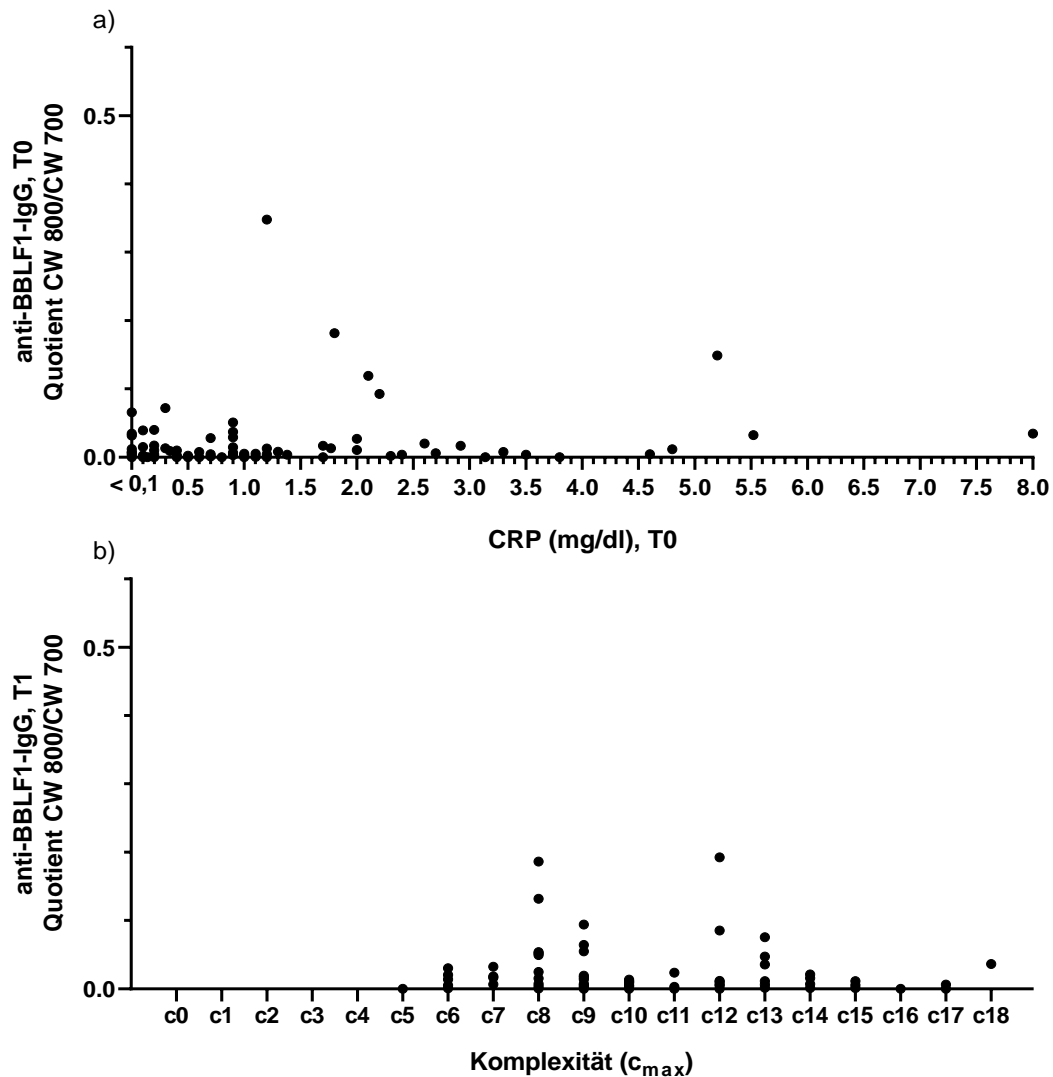 a)
anti-BBLF1-IgG, T0
Quotient CW 800/CW 700
0.5
0.0
< 0,1 0.5 1.0 1.5 2.0 2.5 3.0 3.5 4.0 4.5 5.0 5.5 6.0 6.5 7.0 7.5 8.0
CRP (mg/dl), T0
b)
anti-BBLF1-IgG, T1
Quotient CW 800/CW 700
0.5
0.0
c0 c1 c2 c3 c4 c5 c6 c7 c8 c9 c10 c11 c12 c13 c14 c15 c16 c17 c18
Komplexität (cmax)